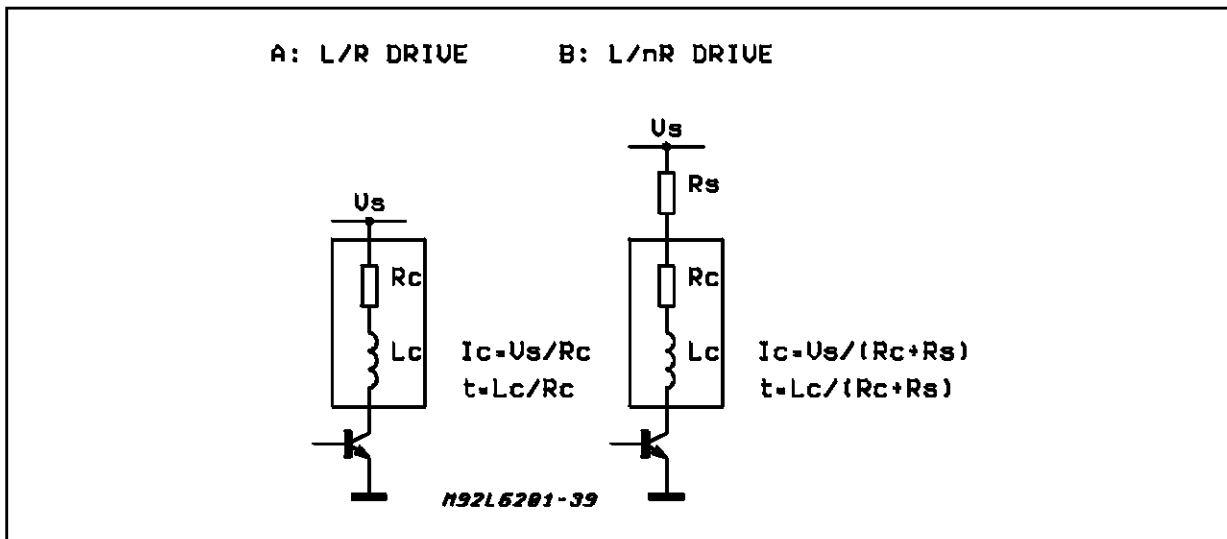 A: L/R DRIVE
B: L/nR DRIVE
Vs
Rc
Lc
Ic=Vs/Rc
t=Lc/Rc
Vs
Rs
Rc
Lc
Ic=Vs/(Rc+Rs)
t=Lc/(Rc+Rs)
M92L6201-39